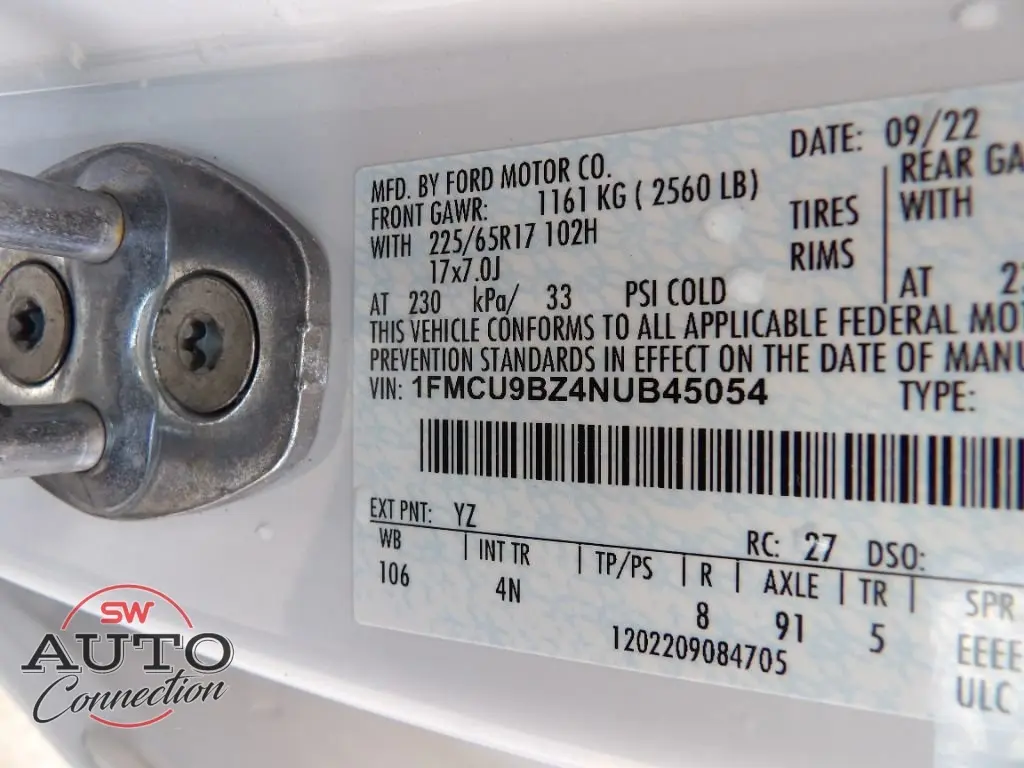 DATE: 09/22
MFD. BY FORD MOTOR CO.
FRONT GAWR: 1161 KG ( 2560 LB)
REAR GA
WITH 225/65R17 102H TIRES WITH
17x7.0J RIMS
AT 230 kPa/ 33 PSI COLD AT
THIS VEHICLE CONFORMS TO ALL APPLICABLE FEDERAL MO
PREVENTION STANDARDS IN EFFECT ON THE DATE OF MANU
VIN: 1FMCU9BZ4NUB45054 TYPE:
EXT PNT: YZ RC: 27 DSO:
WB | INT TR | TP/PS | R | AXLE | TR | SPR
106 4N 8 91 5 EEEE
1202209084705 ULC
SW
AUTO
Connection